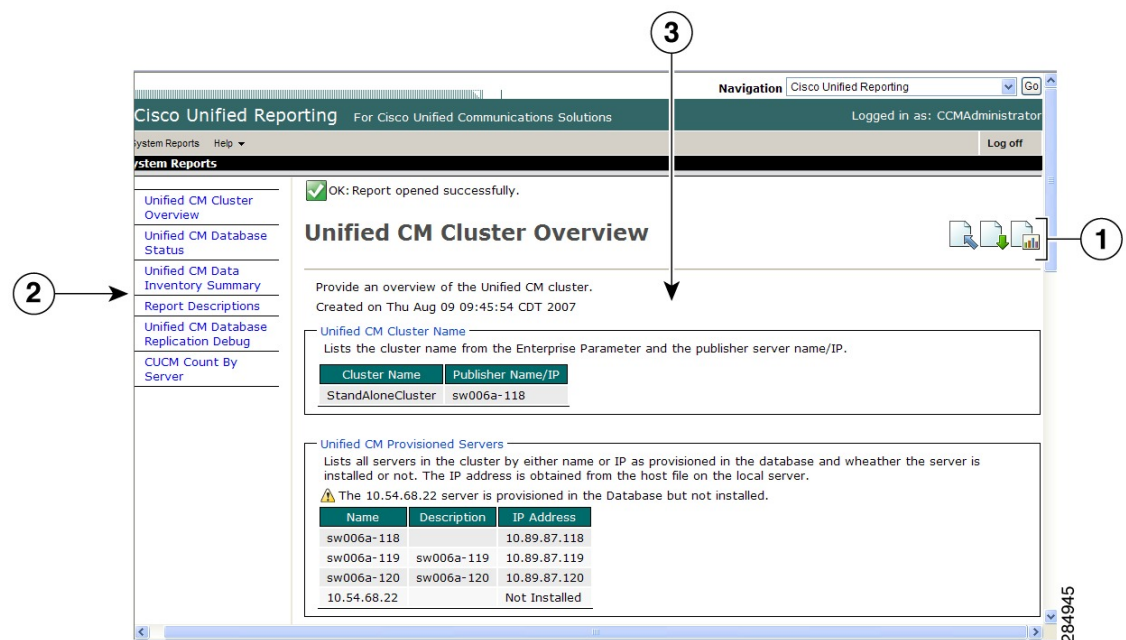 3
Navigation Cisco Unified Reporting Go
Cisco Unified Reporting For Cisco Unified Communications Solutions Logged in as: CCMAdministrator
ystem Reports Help Log off
ystem Reports
Unified CM Cluster
Overview
Unified CM Database
Status
Unified CM Data
Inventory Summary
Report Descriptions
Unified CM Database
Replication Debug
CUCM Count By
Server
2
OK: Report opened successfully.
Unified CM Cluster Overview
1
Provide an overview of the Unified CM cluster.
Created on Thu Aug 09 09:45:54 CDT 2007
Unified CM Cluster Name
Lists the cluster name from the Enterprise Parameter and the publisher server name/IP.
Cluster Name Publisher Name/IP
StandAloneCluster sw006a-118
Unified CM Provisioned Servers
Lists all servers in the cluster by either name or IP as provisioned in the database and wheather the server is
installed or not. The IP address is obtained from the host file on the local server.
The 10.54.68.22 server is provisioned in the Database but not installed.
Name Description IP Address
sw006a-118 10.89.87.118
sw006a-119 sw006a-119 10.89.87.119
sw006a-120 sw006a-120 10.89.87.120
10.54.68.22 Not Installed
284945